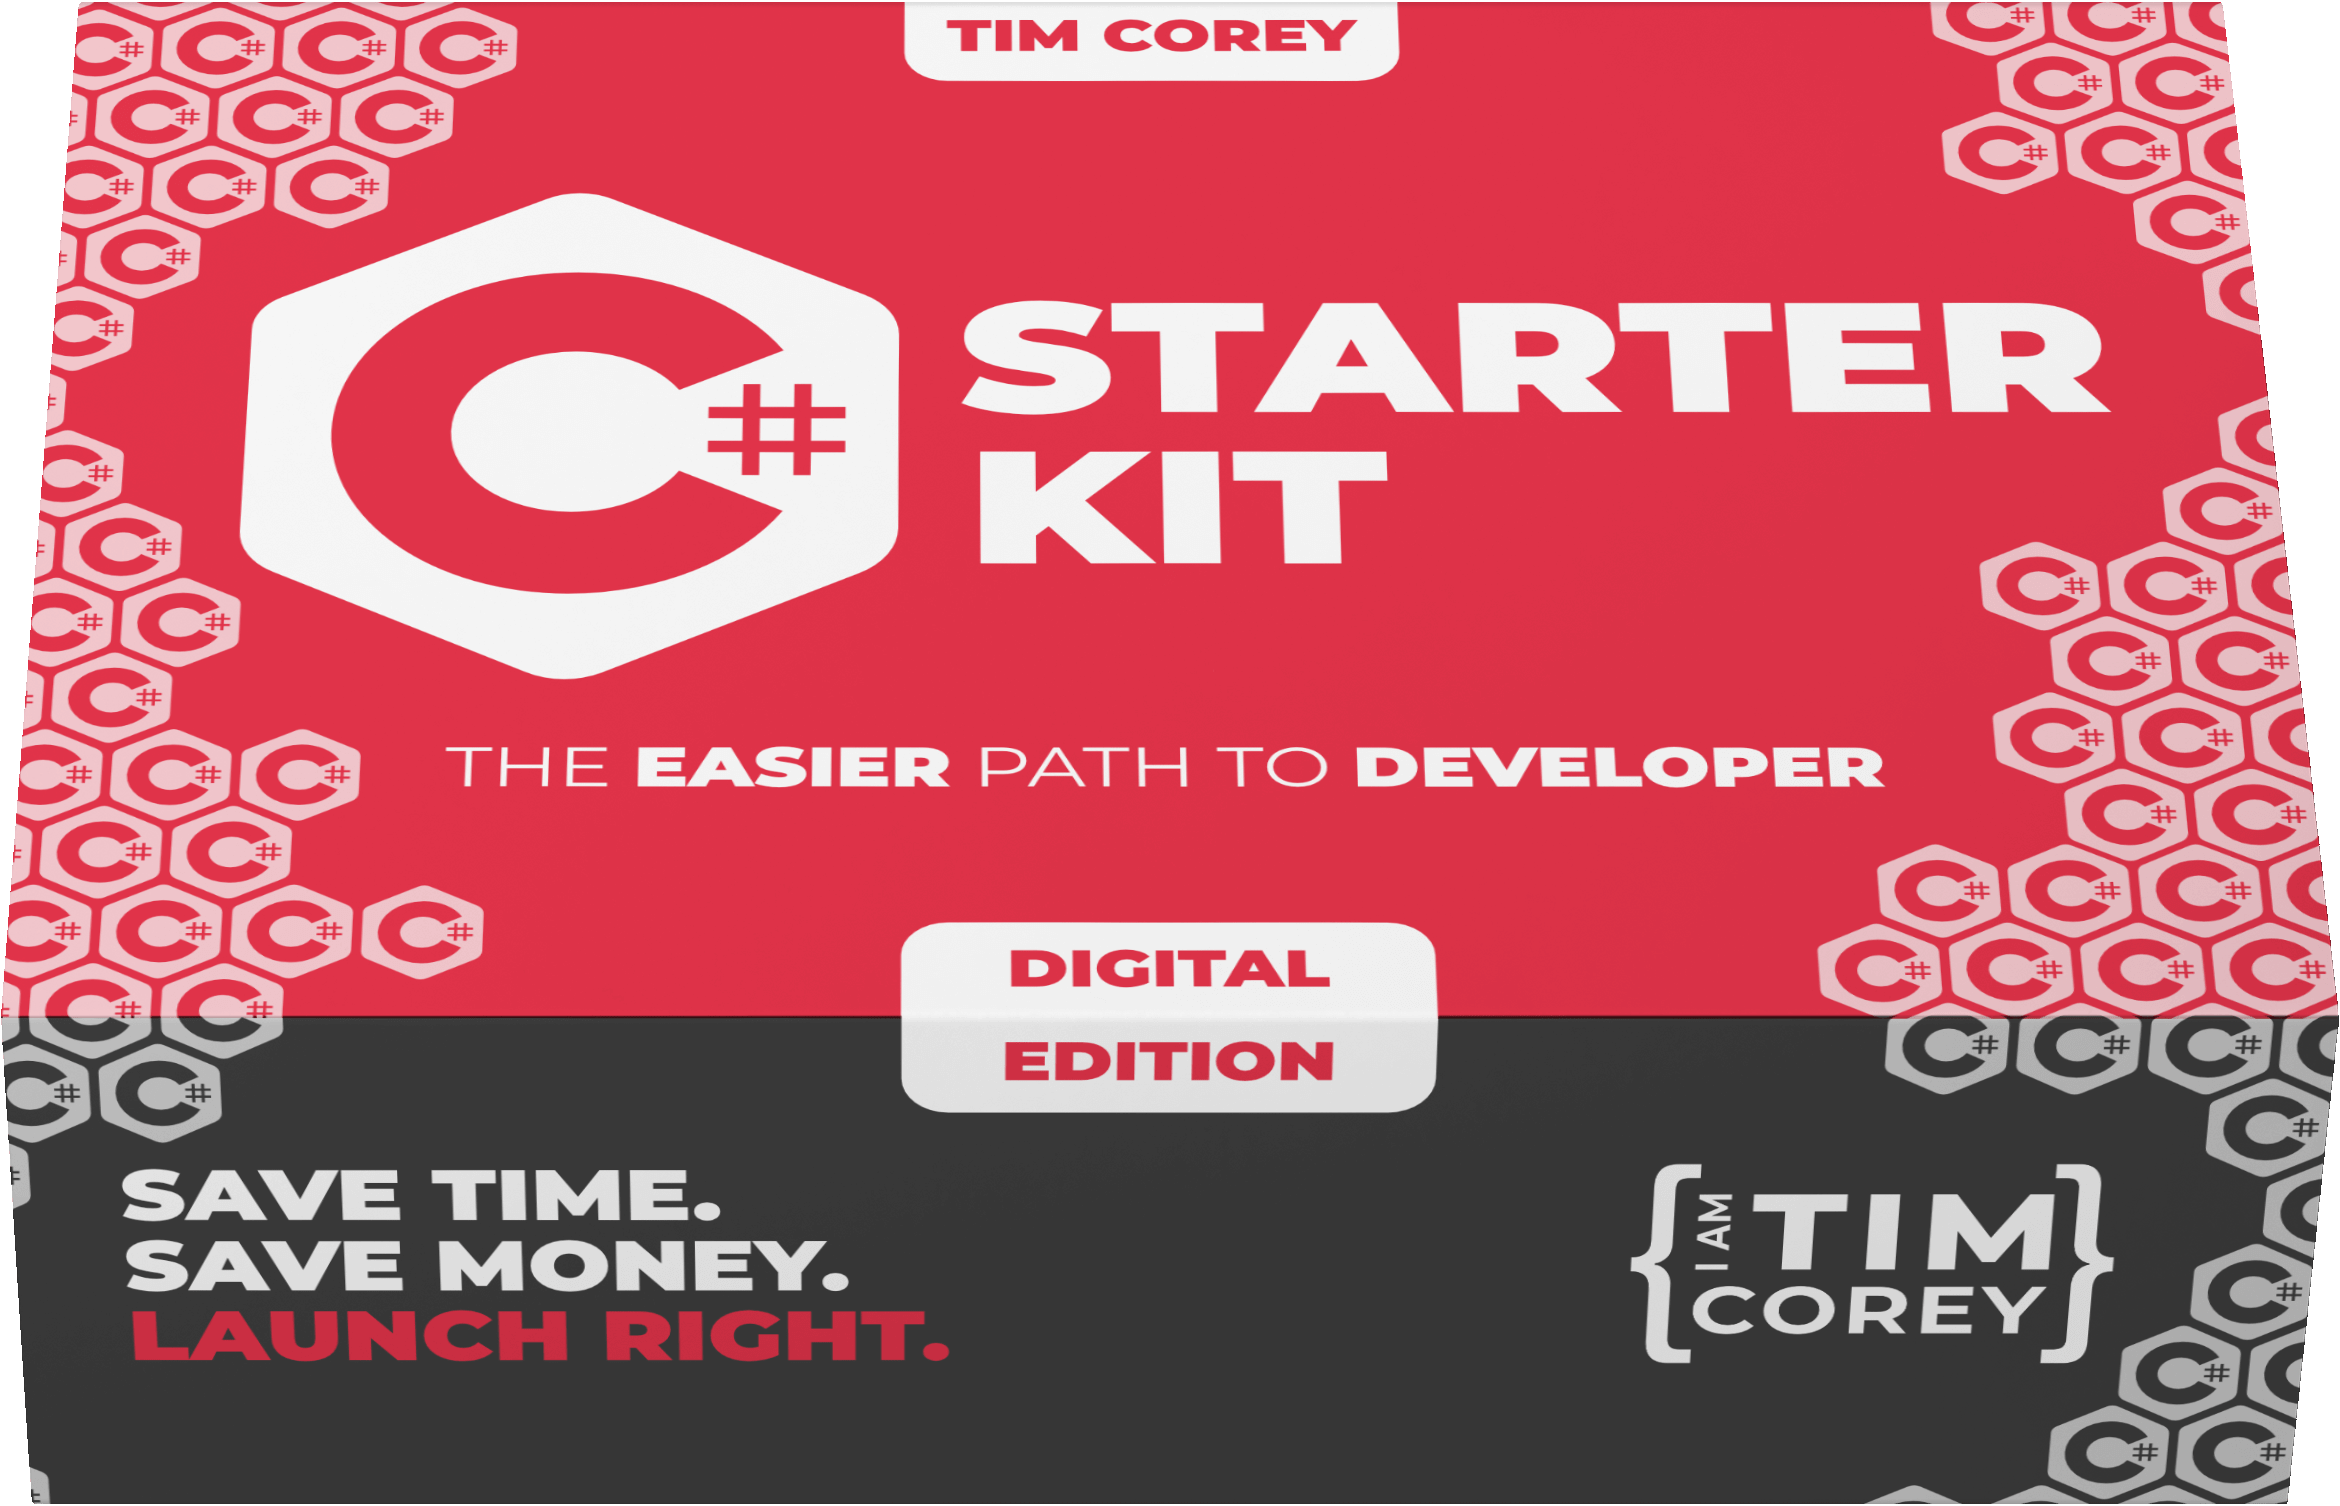 TIM COREY
C#
STARTER
KIT
THE EASIER PATH TO DEVELOPER
DIGITAL
EDITION
SAVE TIME.
SAVE MONEY.
LAUNCH RIGHT.
{I AM TIM
COREY}